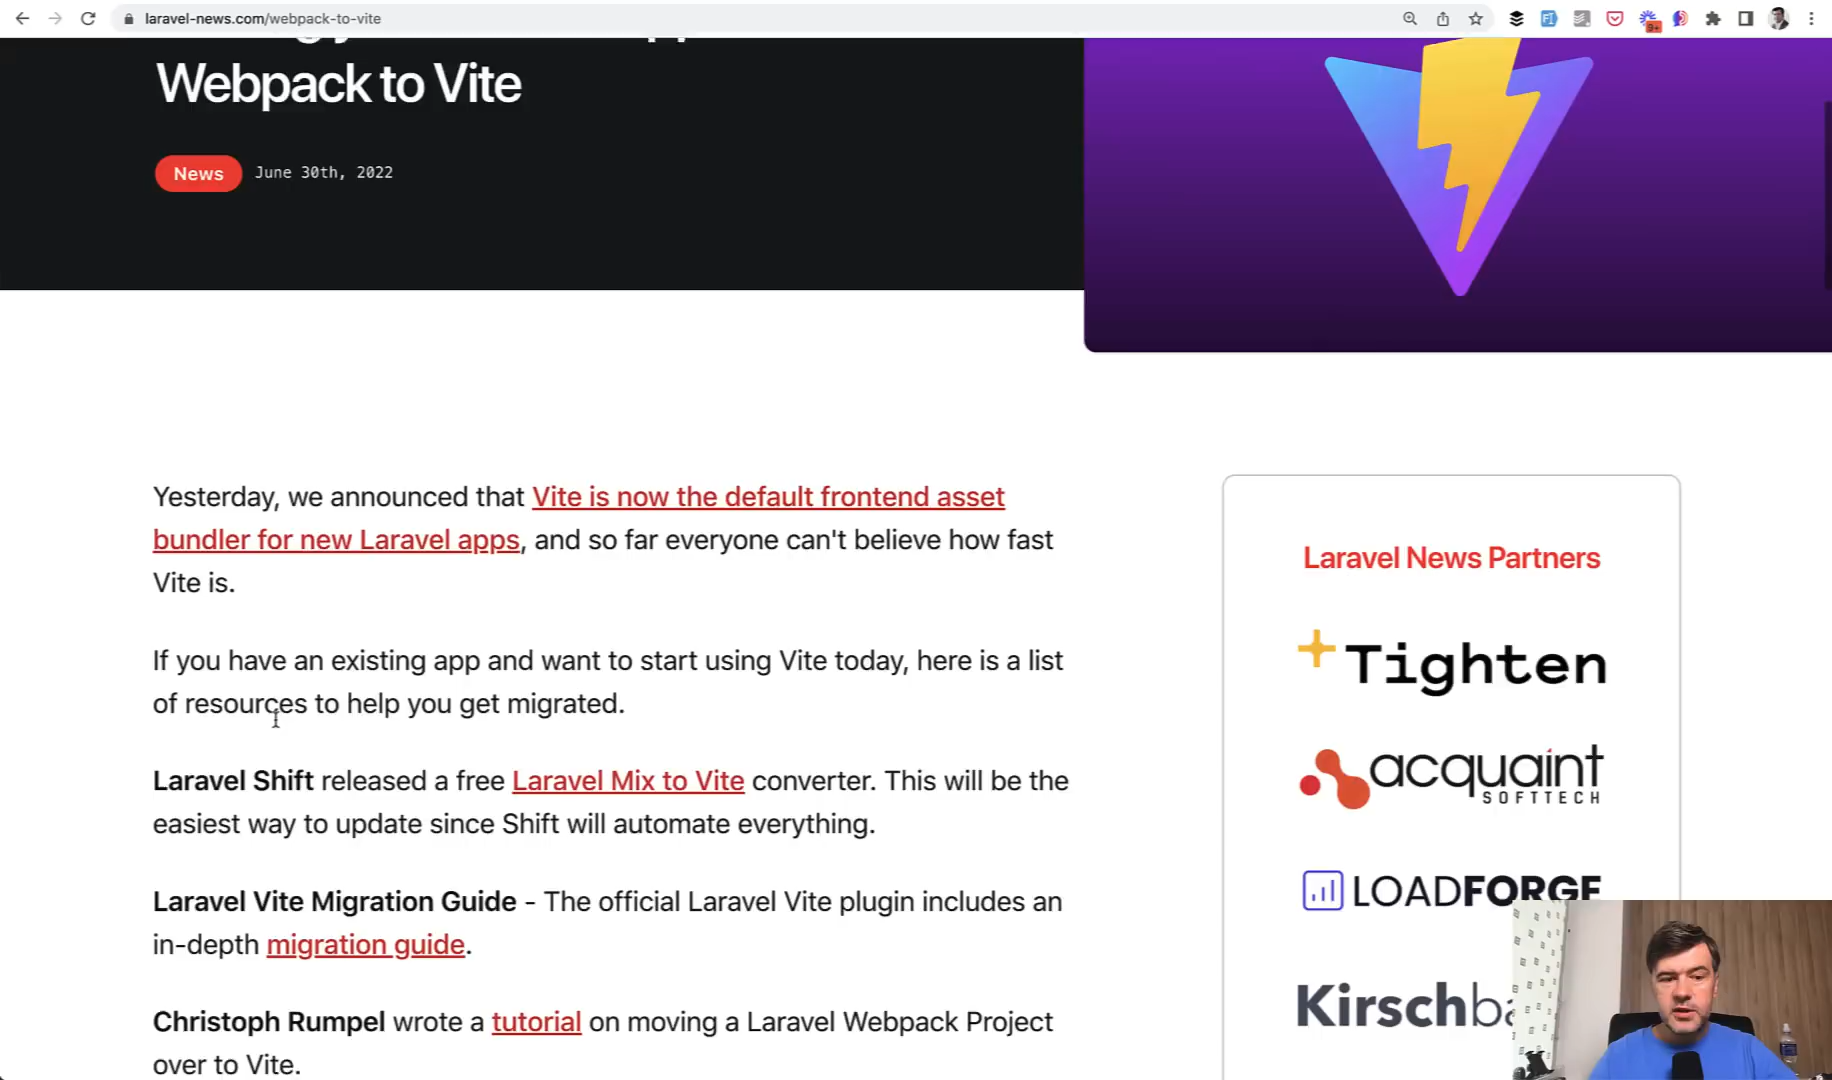 laravel-news.com/webpack-to-vite
9+
Webpack to Vite
News
June 30th, 2022
Yesterday, we announced that Vite is now the default frontend asset
bundler for new Laravel apps, and so far everyone can't believe how fast
Vite is.
If you have an existing app and want to start using Vite today, here is a list
of resources to help you get migrated.
Laravel Shift released a free Laravel Mix to Vite converter. This will be the
easiest way to update since Shift will automate everything.
Laravel Vite Migration Guide - The official Laravel Vite plugin includes an
in-depth migration guide.
Christoph Rumpel wrote a tutorial on moving a Laravel Webpack Project
over to Vite.
Laravel News Partners
Tighten
acquaint
SOFTTECH
LOADFORGE
Kirschba